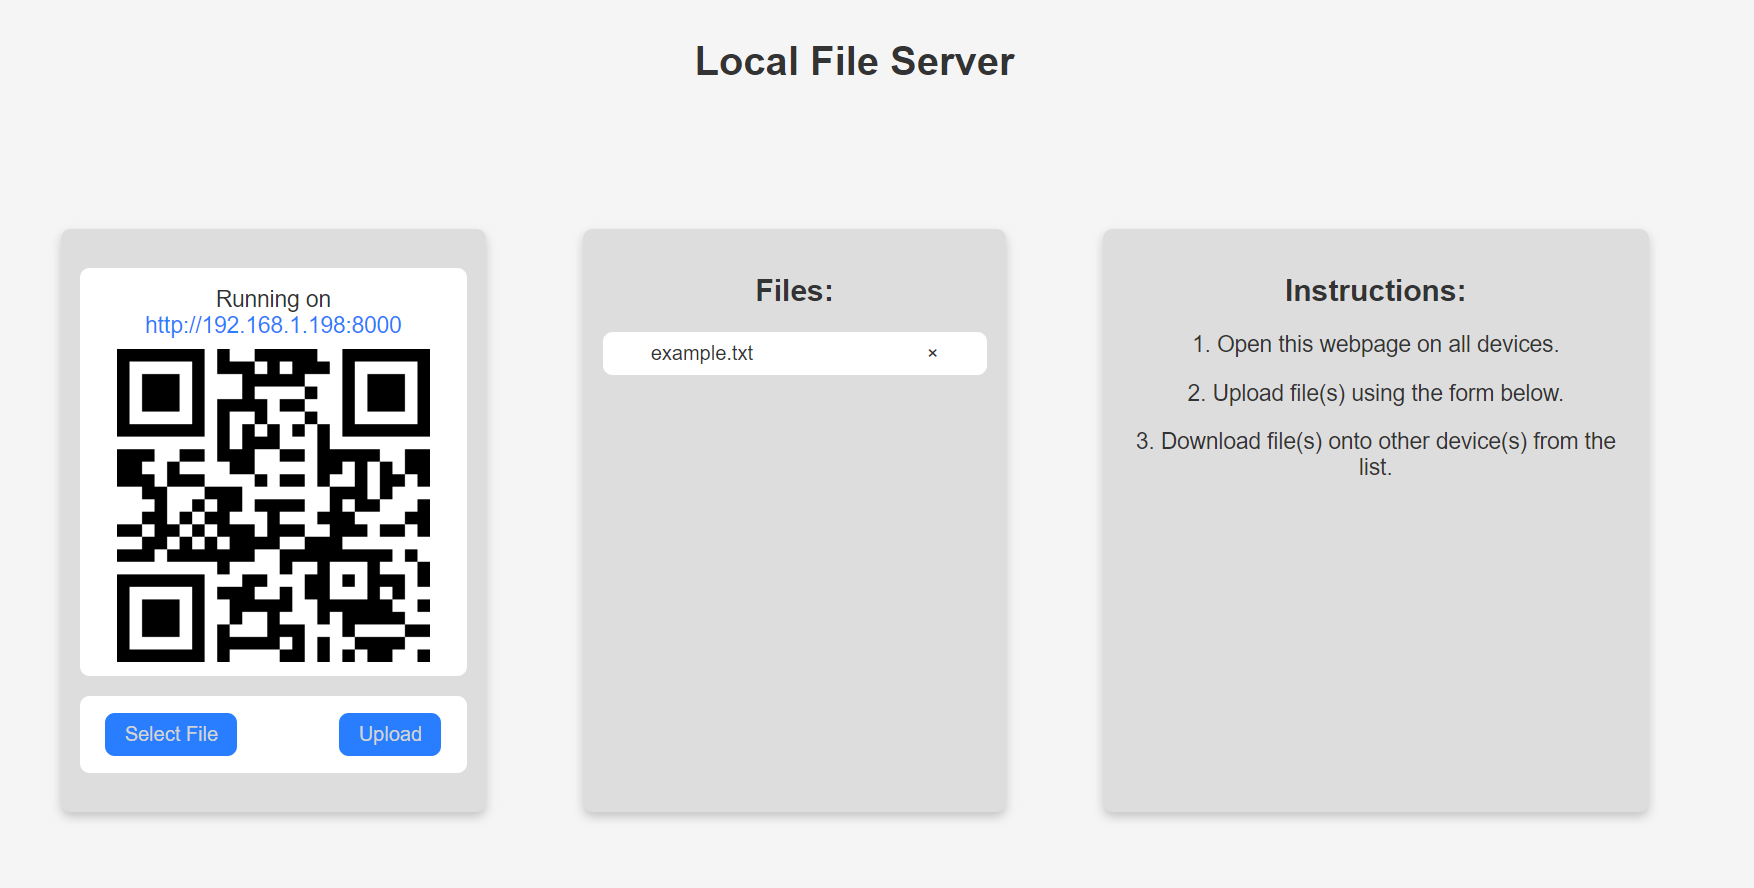 Local File Server
Running on
http://192.168.1.198:8000
Select File
Upload
Files:
example.txt
×
Instructions:
1. Open this webpage on all devices.
2. Upload file(s) using the form below.
3. Download file(s) onto other device(s) from the
list.